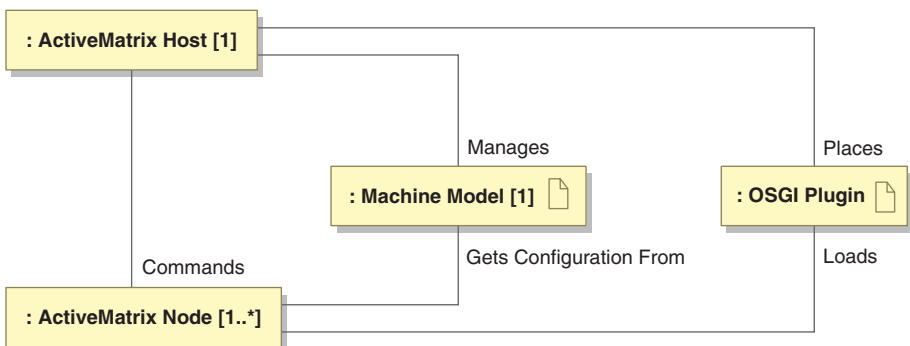 : ActiveMatrix Host [1]
Manages
Places
: Machine Model [1]
: OSGI Plugin
Gets Configuration From
Loads
Commands
: ActiveMatrix Node [1..*]